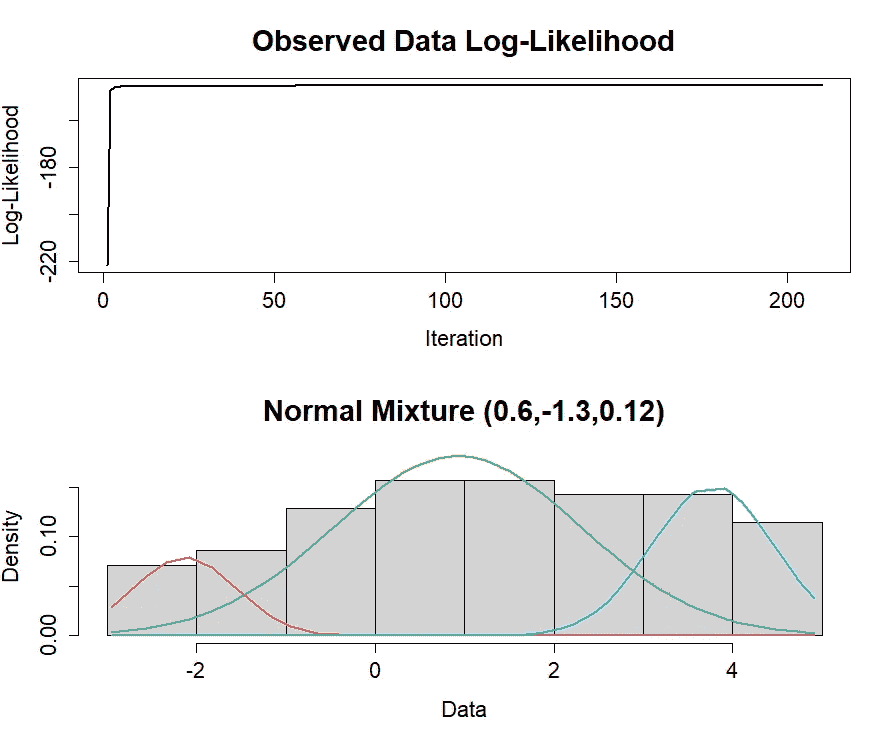 Observed Data Log-Likelihood
Log-Likelihood
-180
-220
0 50 100 150 200
Iteration
Normal Mixture (0.6,-1.3,0.12)
Density
0.10
0.00
-2 0 2 4
Data